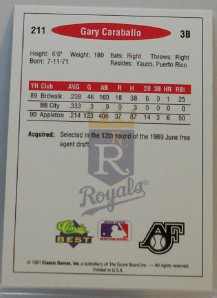 211 Gary Caraballo 3B
Height: 6'0" Weight: 180 Bats: Right Throws: Right
Born: 7-11-71 Resides: Yauco, Puerto Rico
YR Club AVG G AB R H 2B 3B HR RBI
89 Brdwalk .238 46 160 18 38 6 0 1 25
BB City .333 1 3 0 1 0 0 0 0
90 Appleton .214 123 406 37 87 14 3 6 50
Acquired: Selected in the 12th round of the 1989 June free
agent draft.
R
Royals
Classic
BEST
© 1991 Classic Games, Inc. a subsidiary of The Score Board Inc. All rights reserved.
Printed in U.S.A.